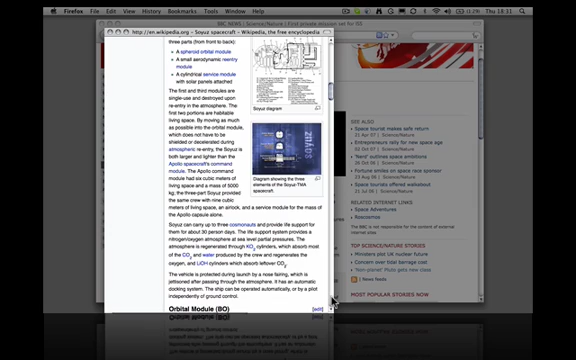 Firefox File Edit View History Bookmarks Tools Window Help
Thu 18:31
BBC NEWS | Science/Nature | First private mission set for ISS
http://en.wikipedia.org - Soyuz spacecraft - Wikipedia, the free encyclopedia
three parts (from front to back):
A spheroid orbital module
A small aerodynamic reentry
module
A cylindrical service module
with solar panels attached
Soyuz diagram
The first and third modules are
single-use and destroyed upon
re-entry in the atmosphere. The
first two portions are habitable
living space. By moving as much
as possible into the orbital module,
which does not have to be
shielded or decelerated during
atmospheric re-entry, the Soyuz is
both larger and lighter than the
Apollo spacecraft's command
module. The Apollo command
module had six cubic meters of
living space and a mass of 5000
kg; the three-part Soyuz provided
the same crew with nine cubic
meters of living space, an airlock, and a service module for the mass of
the Apollo capsule alone.
Diagram showing the three
elements of the Soyuz-TMA
spacecraft.
Soyuz can carry up to three cosmonauts and provide life support for
them for about 30 person days. The life support system provides a
nitrogen/oxygen atmosphere at sea level partial pressures. The
atmosphere is regenerated through KO2 cylinders, which absorb most
of the CO2 and water produced by the crew and regenerates the
oxygen, and LiOH cylinders which absorb leftover CO2.
The vehicle is protected during launch by a nose fairing, which is
jettisoned after passing through the atmosphere. It has an automatic
docking system. The ship can be operated automatically, or by a pilot
independently of ground control.
Orbital Module (BO)
[edit]
SEE ALSO:
Space tourist makes safe return
21 Apr 07 | Science/Nature
Entrepreneurs rally for new space age
'Nerd' outlines space ambitions
Fortune smiles on space race sponsor
Space tourists offered walkabout
RELATED INTERNET LINKS:
Space Adventures
Roscosmos
The BBC is not responsible for the content of external
internet sites
TOP SCIENCE/NATURE STORIES
Ministers plot UK nuclear future
Concern over tidal barrage cost
'Planet-forming' Muds get clear
News feeds
MOST POPULAR STORIES NOW